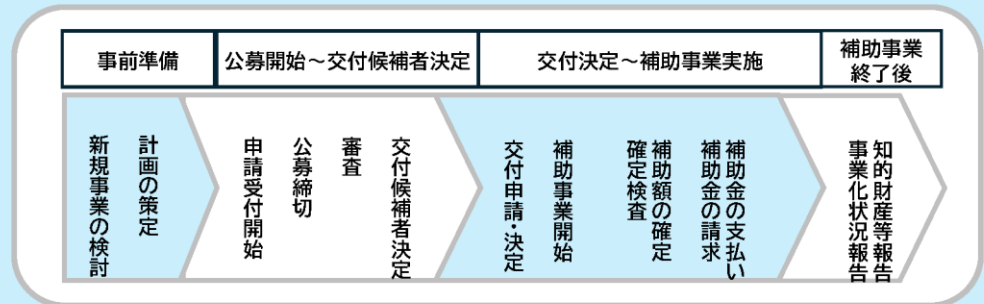 事前準備
公募開始～交付候補者決定
交付決定～補助事業実施
補助事業
終了後
新規事業の検討
計画の策定
申請受付開始
公募締切
審査
交付候補者決定
交付申請・決定
補助事業開始
確定検査
補助額の確定
補助金の請求
補助金の支払い
事業化状況報告
知的財産等報告